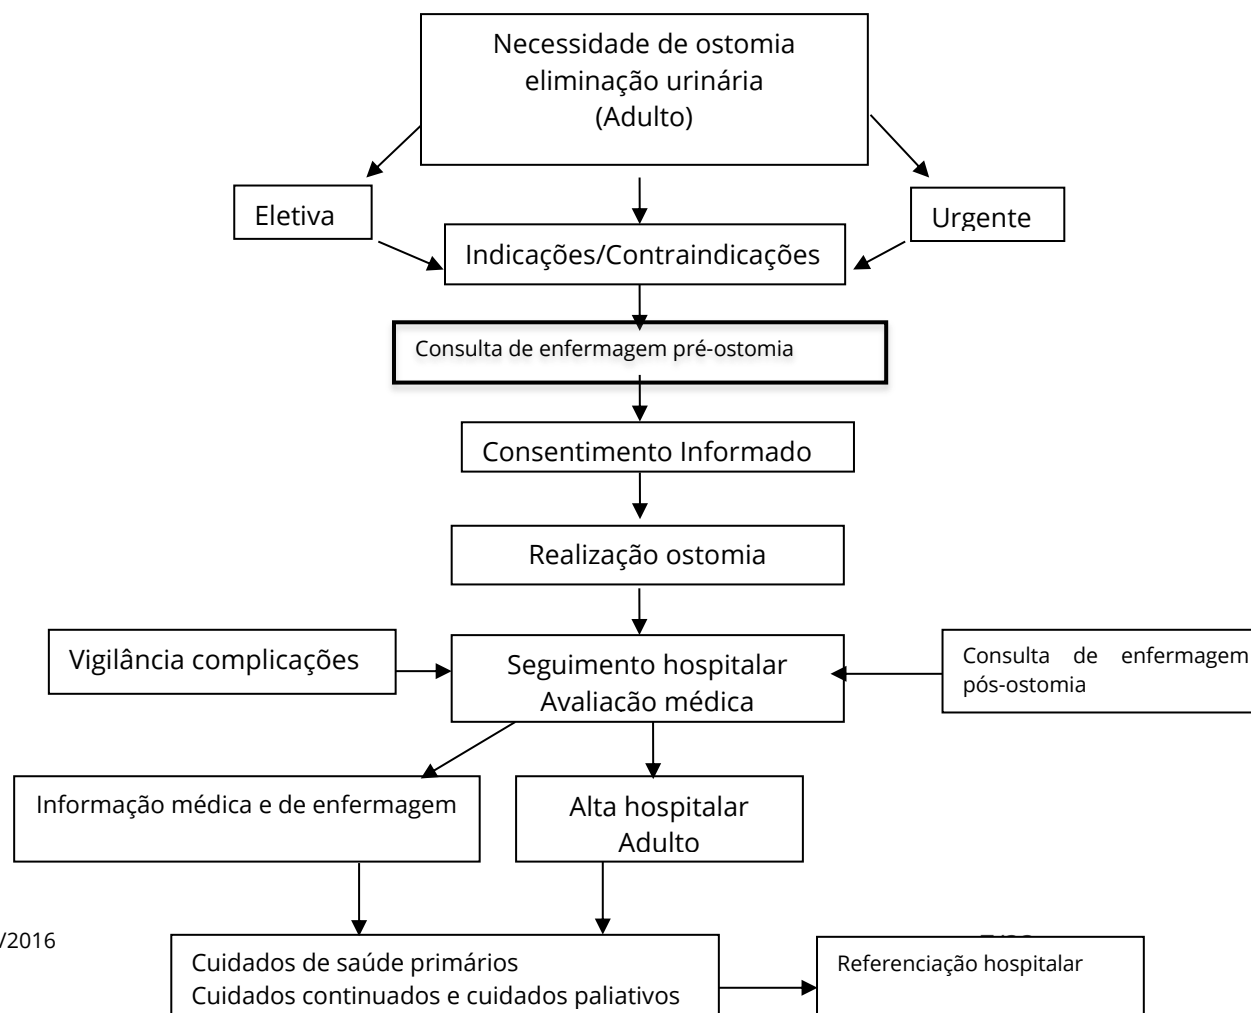 Necessidade de ostomia
eliminação urinária
(Adulto)
Eletiva
Urgente
Indicações/Contraindicações
Consulta de enfermagem pré-ostomia
Consentimento Informado
Realização ostomia
Vigilância complicações
Seguimento hospitalar
Avaliacão médica
Consulta de enfermagem
pós-ostomia
Informação médica e de enfermagem
Alta hospitalar
Adulto
/2016
Cuidados de saúde primários
Cuidados continuados e cuidados paliativos
Referenciação hospitalar